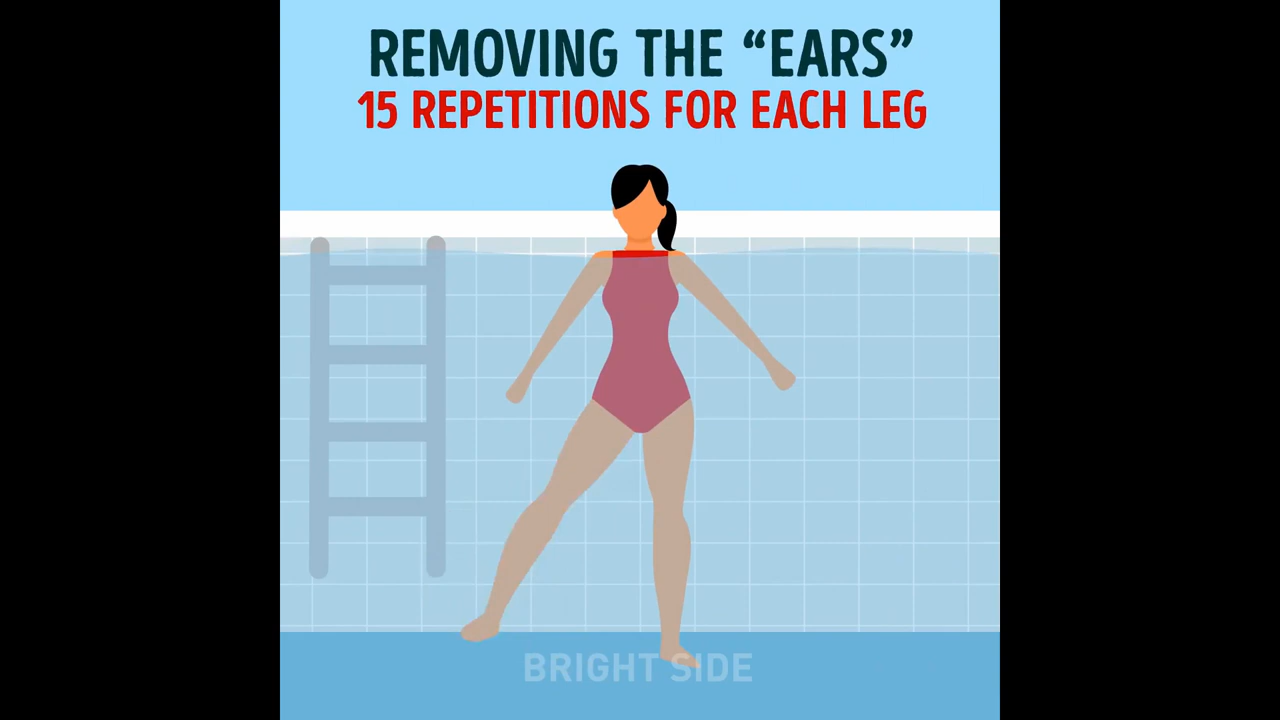 REMOVING THE “EARS”
15 REPETITIONS FOR EACH LEG
BRIGHT SIDE